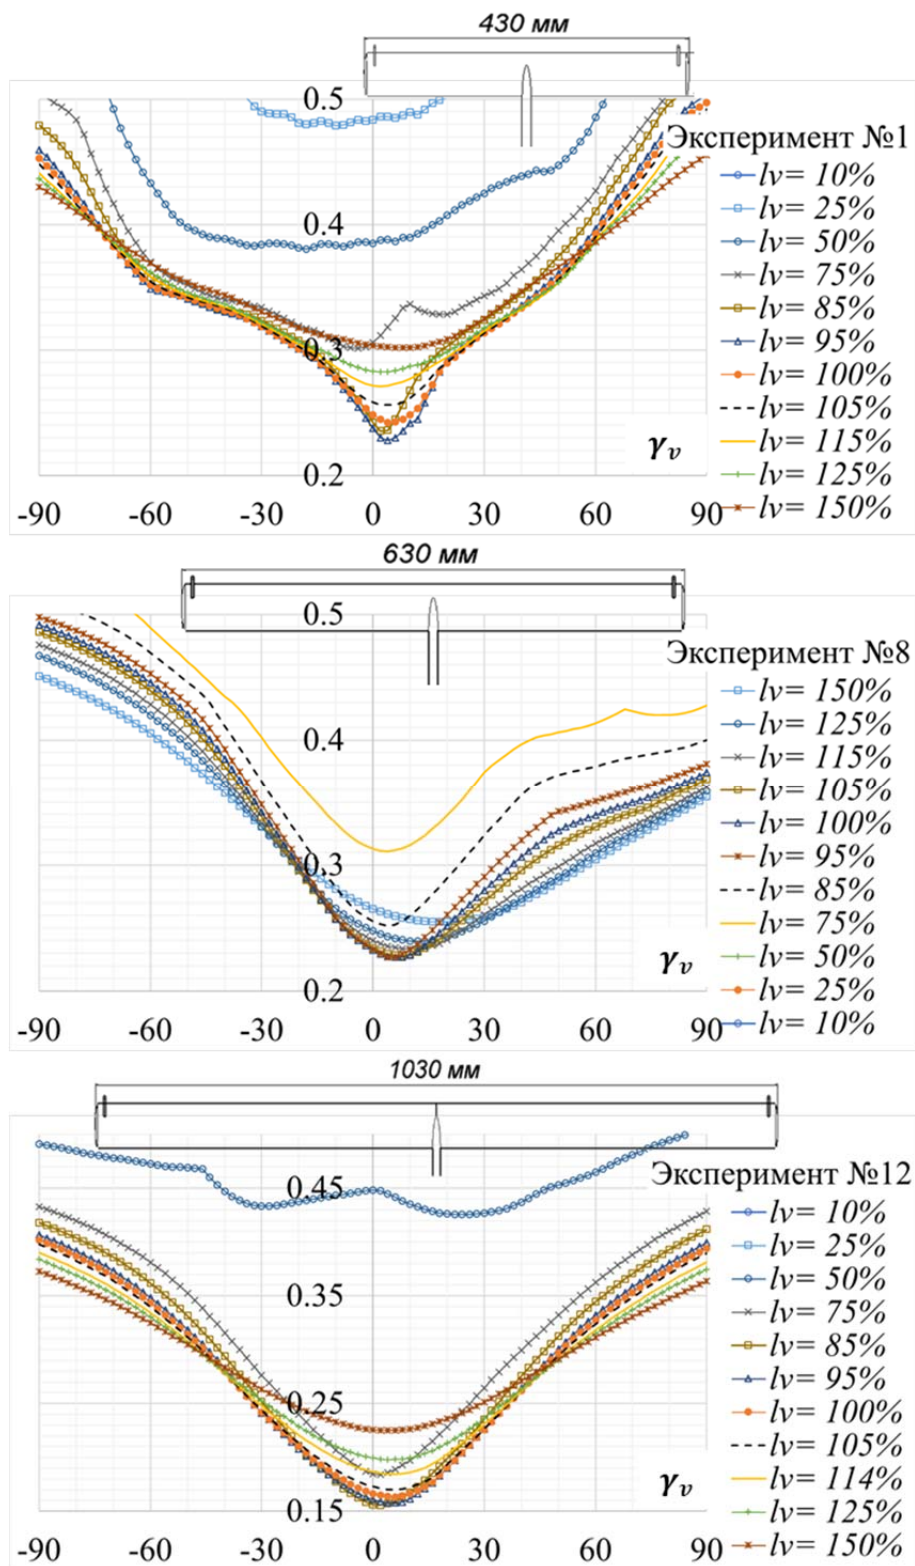 430 мм
0.5
Эксперимент №1
lv= 10%
lv= 25%
0.4
lv= 50%
lv= 75%
lv= 85%
0.3
lv= 95%
lv= 100%
lv= 105%
γᵥ
lv= 115%
0.2
lv= 125%
lv= 150%
-90 -60 -30 0 30 60 90
630 мм
0.5
Эксперимент №8
lv= 150%
lv= 125%
0.4
lv= 115%
lv= 105%
lv= 100%
0.3
lv= 95%
lv= 85%
lv= 75%
γᵥ
lv= 50%
0.2
lv= 25%
lv= 10%
-90 -60 -30 0 30 60 90
1030 мм
Эксперимент №12
0.45
lv= 10%
lv= 25%
lv= 50%
0.35
lv= 75%
lv= 85%
lv= 95%
0.25
lv= 100%
lv= 105%
γᵥ
lv= 114%
0.15
lv= 125%
lv= 150%
-90 -60 -30 0 30 60 90